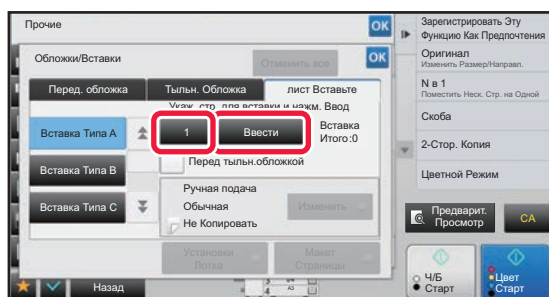 Прочие
OK
Обложки/Вставки
Отменить все
OK
Перед. обложка
Тыльн. Обложка
лист Вставьте
Укаж. стр. для вставки и нажм. Ввод
Вставка Типа A
1
Ввести
Вставка
Итого:0
Перед тыльн.обложкой
Вставка Типа B
Ручная подача
Обычная
Не Копировать
Изменить
Вставка Типа C
Установки
Лотка
Макет
Страницы
Назад
Зарегистрировать Эту
Функцию Как Предпочтения
Оригинал
Изменить Размер/Направл.
N в 1
Поместить Неск. Стр. на Одной
Скоба
2-Стор. Копия
Цветной Режим
Предварит.
Просмотр
CA
Ч/Б
Старт
Цвет
Старт